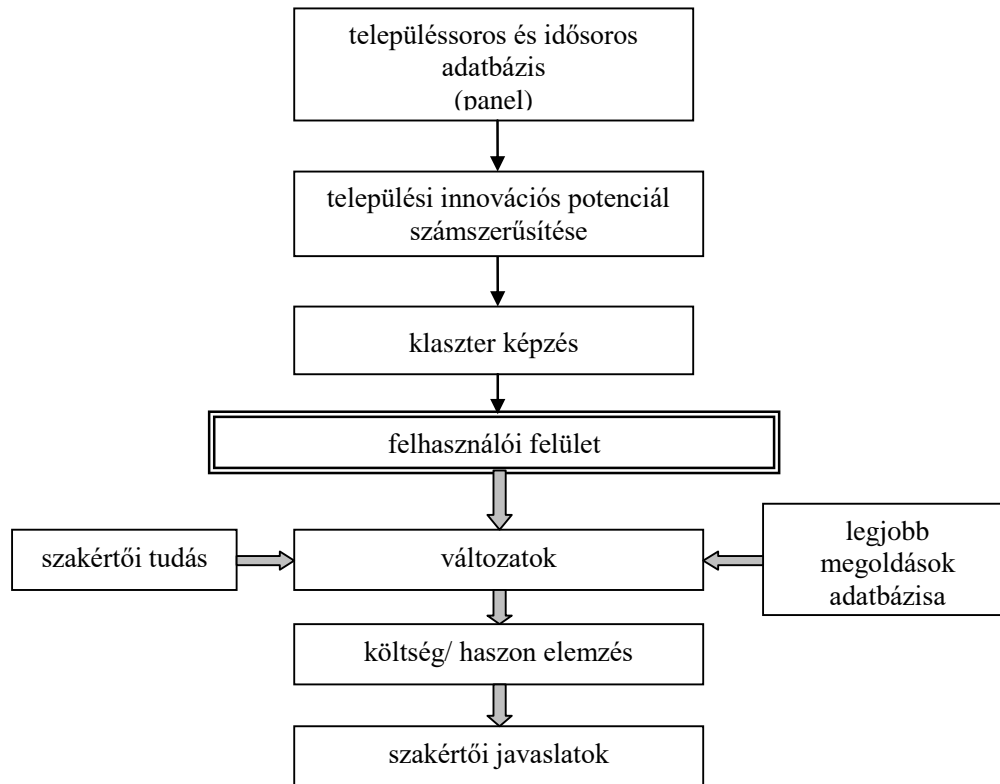 településsoros és idősoros
adatbázis
(panel)
települési innovációs potenciál
számszerűsítése
klaszter képzés
felhasználói felület
szakértői tudás
változatok
legjobb
megoldások
adatbázisa
költség/ haszon elemzés
szakértői javaslatok